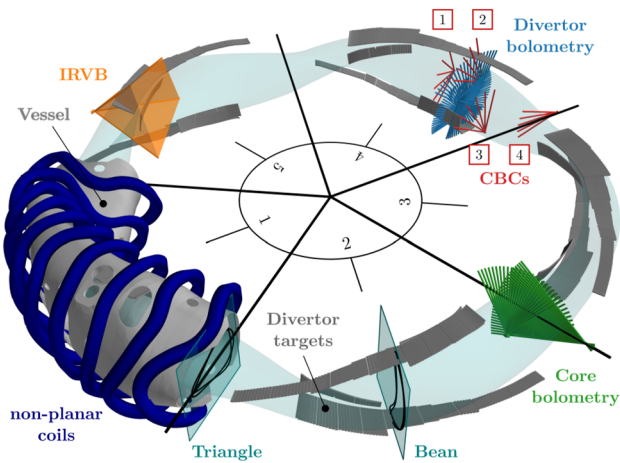 1
2
Divertor
bolometry
IRVB
Vessel
5
4
3
4
CBCs
1
3
2
Divertor
targets
Core
bolometry
non-planar
coils
Triangle
Bean